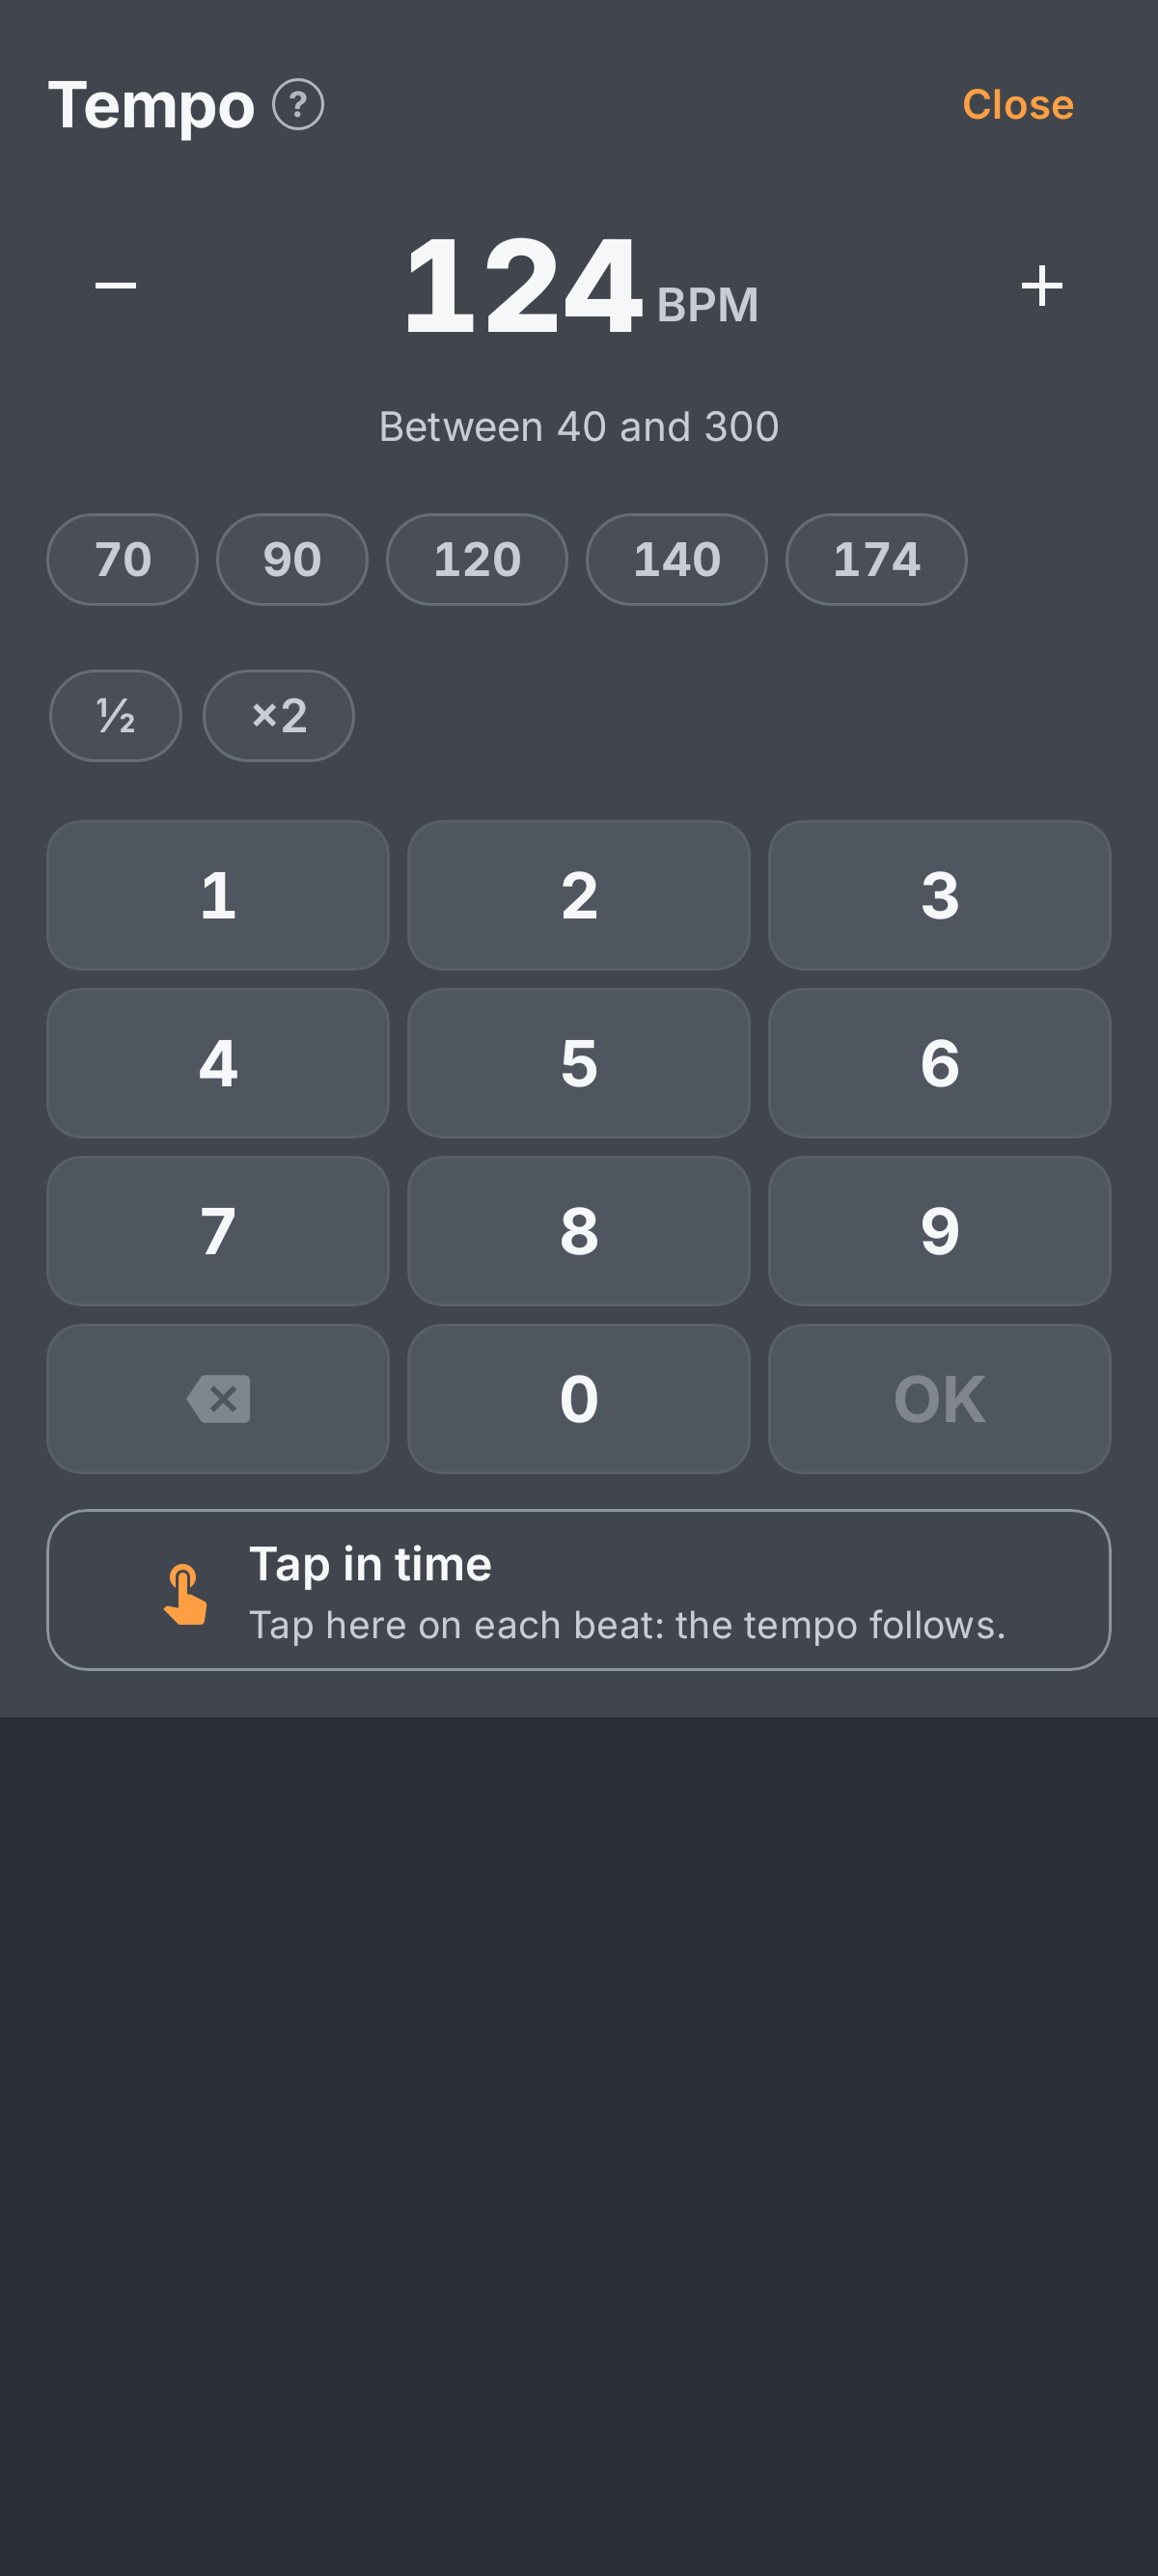 Tempo ?
Close
− 124 BPM +
Between 40 and 300
70 90 120 140 174
½ ×2
1 2 3
4 5 6
7 8 9
0 OK
Tap in time
Tap here on each beat: the tempo follows.